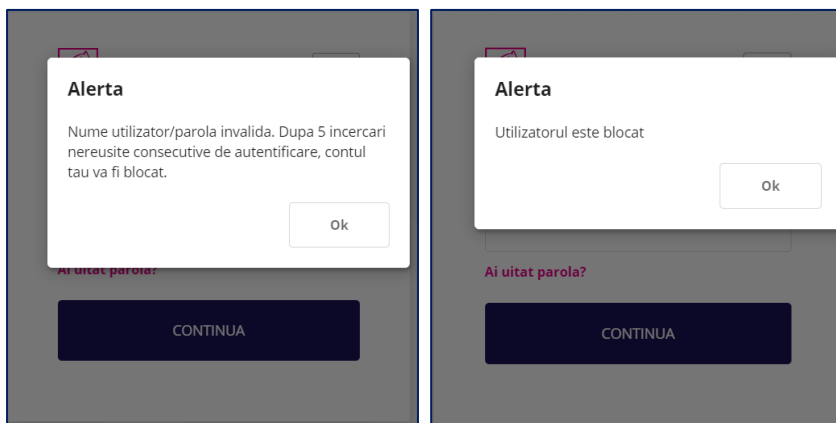 Alerta
Nume utilizator/parola invalida. Dupa 5 incercari
nereusite consecutive de autentificare, contul
tau va fi blocat.
Ok
Ai uitat parola?
CONTINUA
Alerta
Utilizatorul este blocat
Ok
Ai uitat parola?
CONTINUA